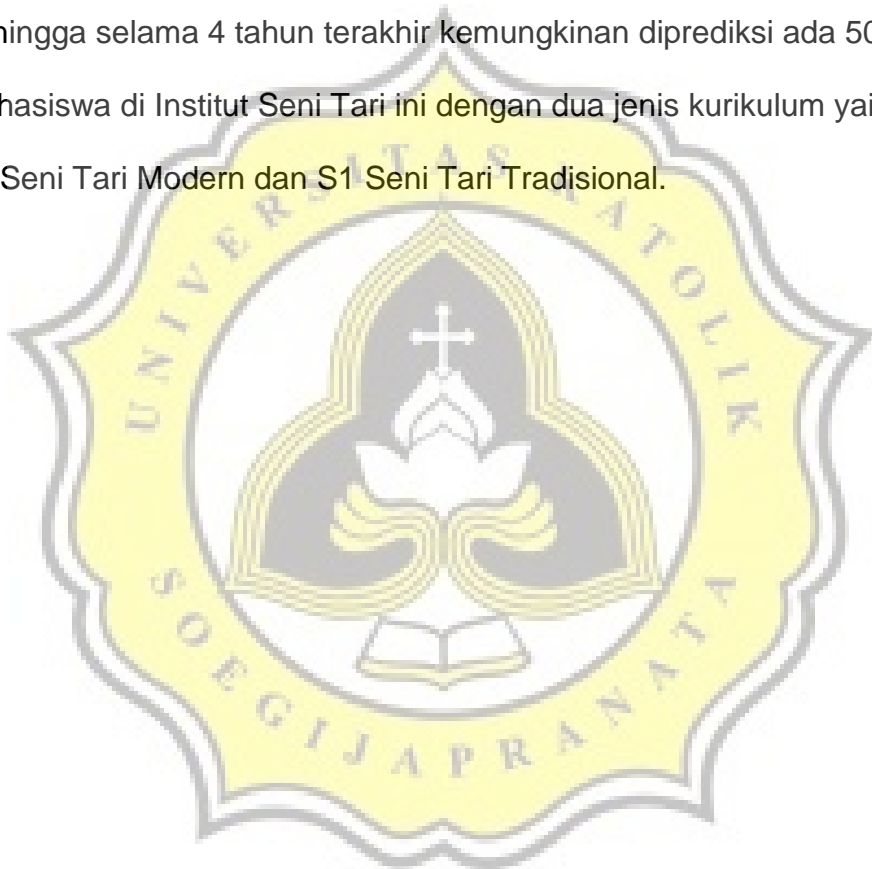 hingga selama 4 tahun terakhir kemungkinan diprediksi ada 50
hasiswa di Institut Seni Tari ini dengan dua jenis kurikulum yai
Seni Tari Modern dan S1 Seni Tari Tradisional.
UNIVERSITAS KATOLIK
SOEGIJAPRANATA